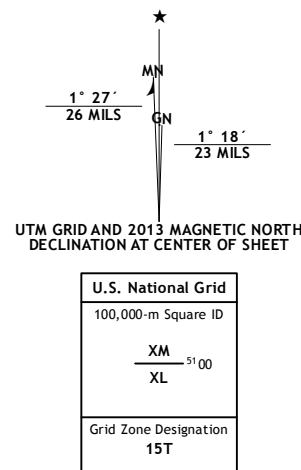 ★
MN
1° 27´
26 MILS
GN
1° 18´
23 MILS
UTM GRID AND 2013 MAGNETIC NORTH
DECLINATION AT CENTER OF SHEET
U.S. National Grid
100,000-m Square ID
XM
5100
XL
Grid Zone Designation
15T